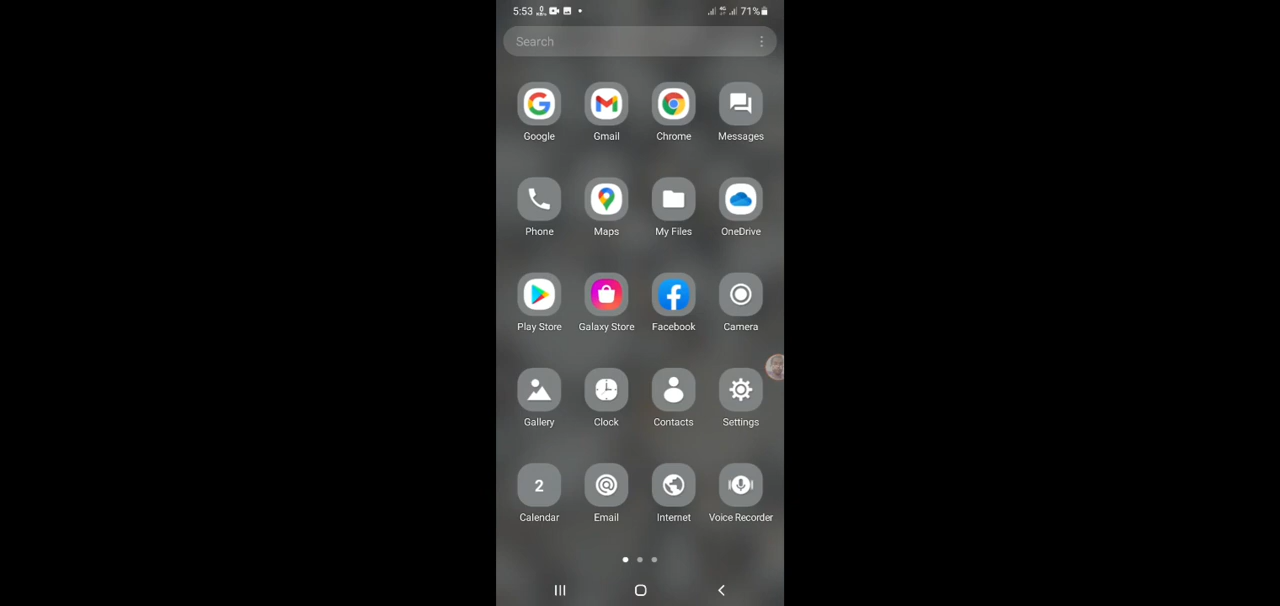 5:53 71%
Search
Google Gmail Chrome Messages
Phone Maps My Files OneDrive
Play Store Galaxy Store Facebook Camera
Gallery Clock Contacts Settings
2
Calendar Email Internet Voice Recorder